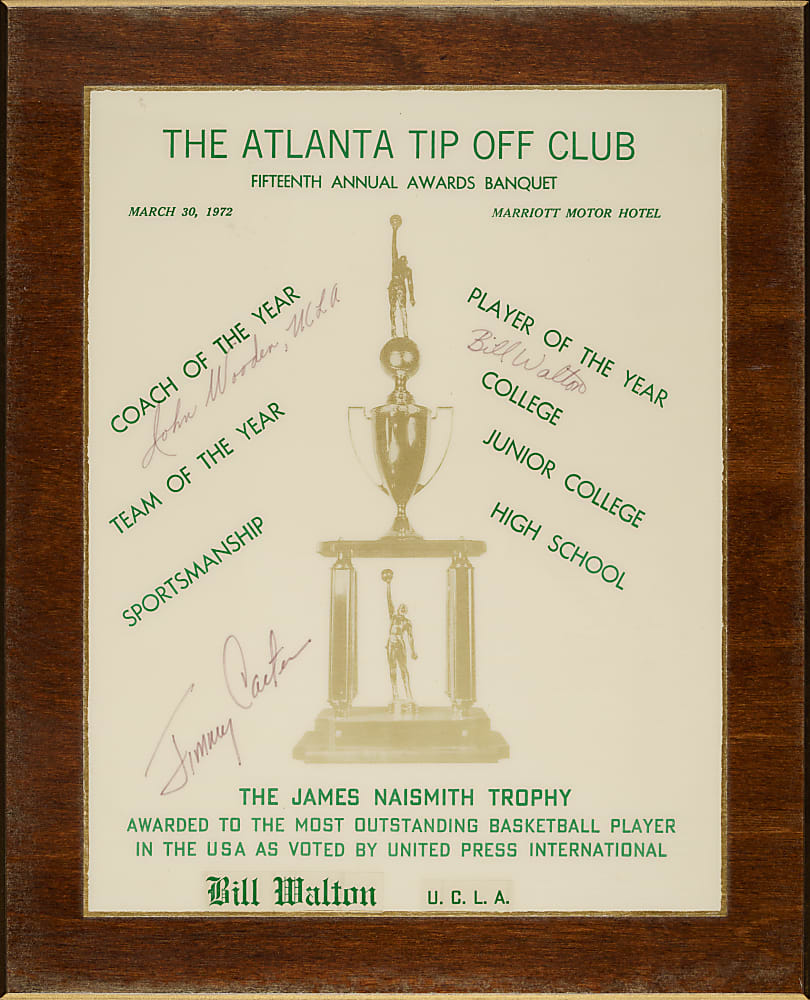 THE ATLANTA TIP OFF CLUB
FIFTEENTH ANNUAL AWARDS BANQUET
MARCH 30, 1972
MARRIOTT MOTOR HOTEL
COACH OF THE YEAR
John Wooden, UCLA
TEAM OF THE YEAR
SPORTSMANSHIP
PLAYER OF THE YEAR
Bill Walton
COLLEGE
JUNIOR COLLEGE
HIGH SCHOOL
Jimmy Carter
THE JAMES NAISMITH TROPHY
AWARDED TO THE MOST OUTSTANDING BASKETBALL PLAYER
IN THE USA AS VOTED BY UNITED PRESS INTERNATIONAL
Bill Walton U. C. L. A.